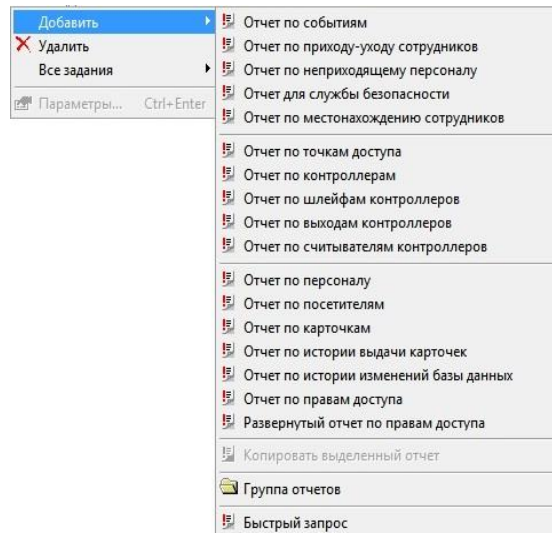 Добавить
Удалить
Все задания
Параметры... Ctrl+Enter
Отчет по событиям
Отчет по приходу-уходу сотрудников
Отчет по неприходящему персоналу
Отчет для службы безопасности
Отчет по местонахождению сотрудников
Отчет по точкам доступа
Отчет по контроллерам
Отчет по шлейфам контроллеров
Отчет по выходам контроллеров
Отчет по считывателям контроллеров
Отчет по персоналу
Отчет по посетителям
Отчет по карточкам
Отчет по истории выдачи карточек
Отчет по истории изменений базы данных
Отчет по правам доступа
Развернутый отчет по правам доступа
Копировать выделенный отчет
Группа отчетов
Быстрый запрос